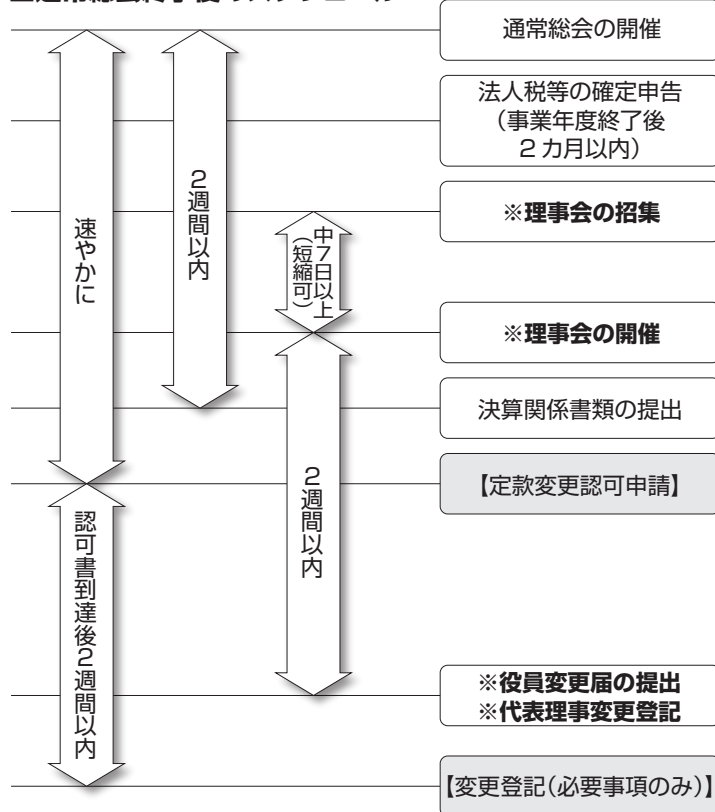 通常総会の開催
法人税等の確定申告
（事業年度終了後
２カ月以内）
※理事会の招集
※理事会の開催
決算関係書類の提出
【定款変更認可申請】
※役員変更届の提出
※代表理事変更登記
【変更登記（必要事項のみ）】
速やかに
２週間以内
中７日以上
（短縮可）
２週間以内
認可書到達後２週間以内